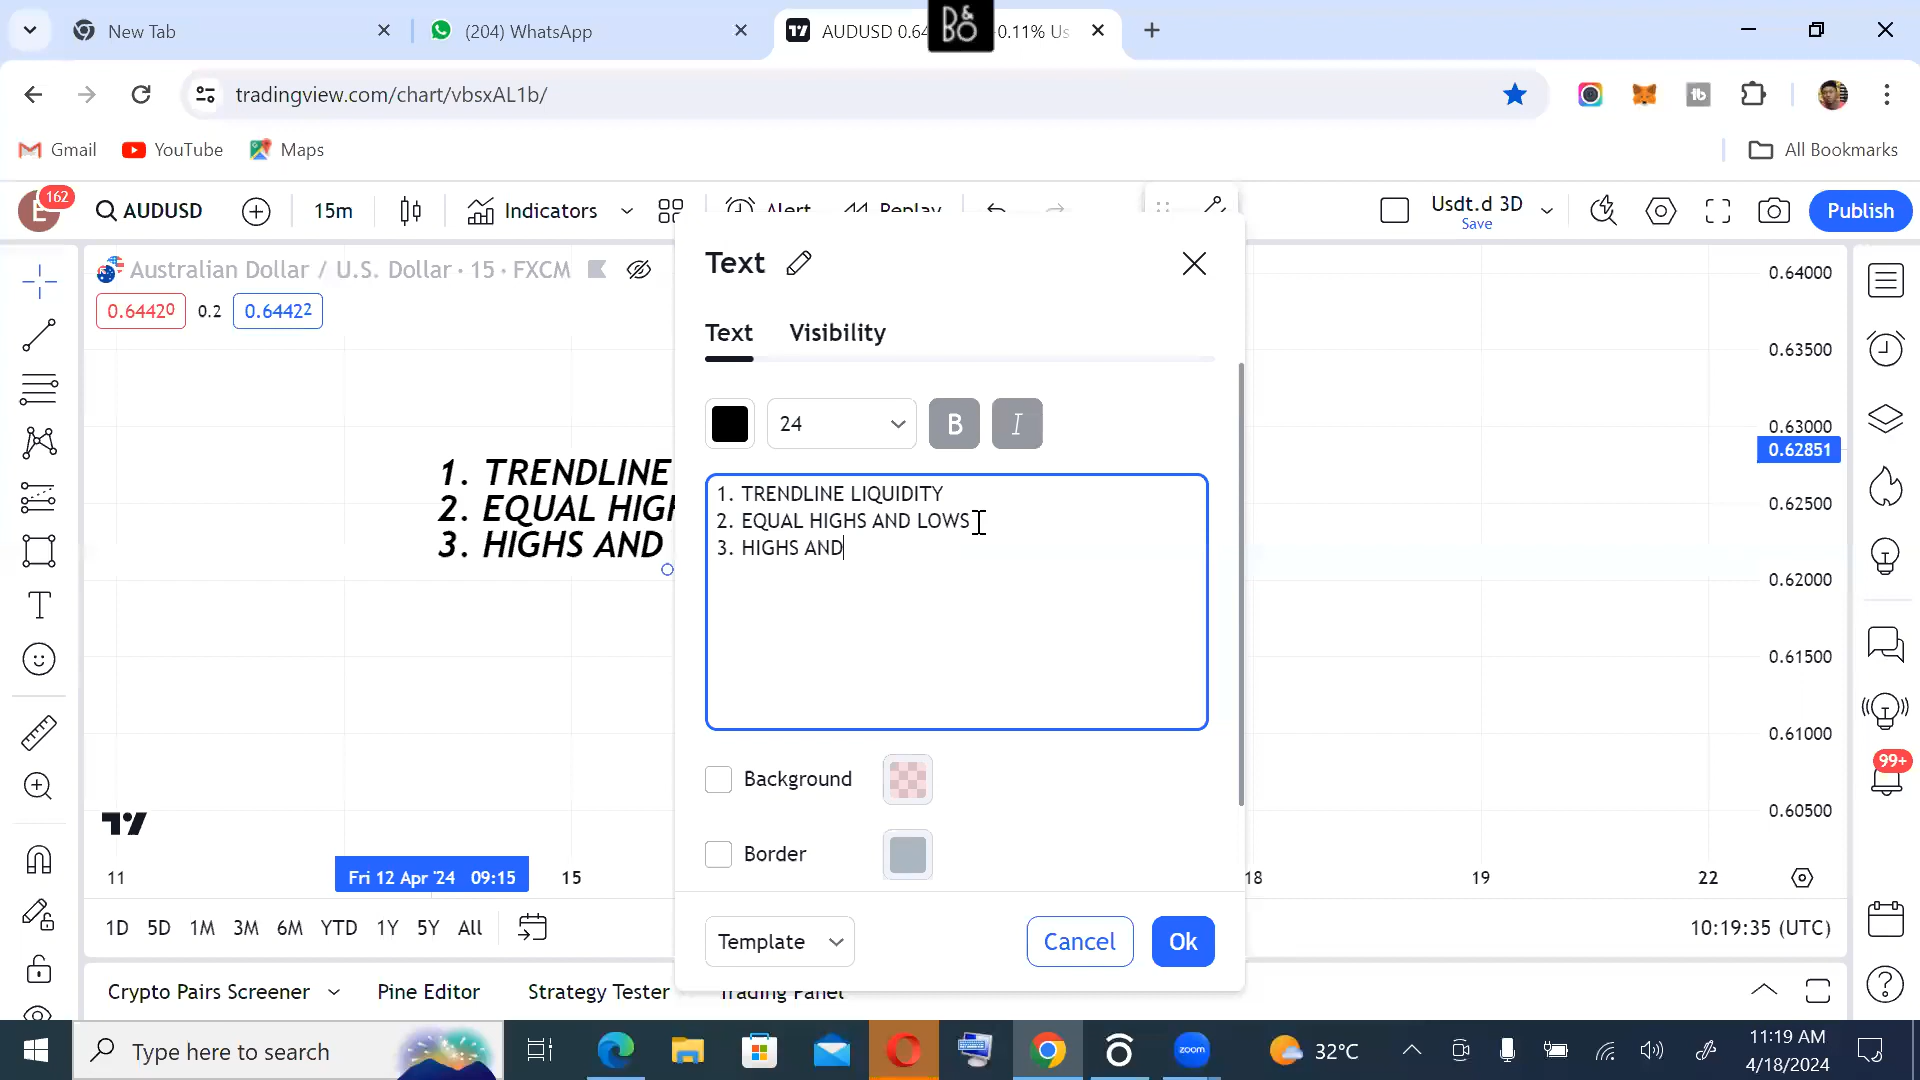 New Tab
(204) WhatsApp
AUDUSD 0.64
0.11% Us
B&O
tradingview.com/chart/vbsxAL1b/
Gmail
YouTube
Maps
All Bookmarks
162
E
AUDUSD
15m
Indicators
Alert
Replay
Usdt.d 3D
Save
Publish
Australian Dollar / U.S. Dollar · 15 · FXCM
0.64420
0.2
0.64422
1. TRENDLINE
2. EQUAL HIGH
3. HIGHS AND
Text
Text
Visibility
24
B
I
1. TRENDLINE LIQUIDITY
2. EQUAL HIGHS AND LOWS
3. HIGHS AND
Background
Border
Template
Cancel
Ok
0.64000
0.63500
0.63000
0.62851
0.62500
0.62000
0.61500
0.61000
0.60500
99+
11
Fri 12 Apr '24 09:15
15
18
19
22
1D
5D
1M
3M
6M
YTD
1Y
5Y
All
10:19:35 (UTC)
Crypto Pairs Screener
Pine Editor
Strategy Tester
Trading Panel
Type here to search
zoom
32°C
11:19 AM
4/18/2024